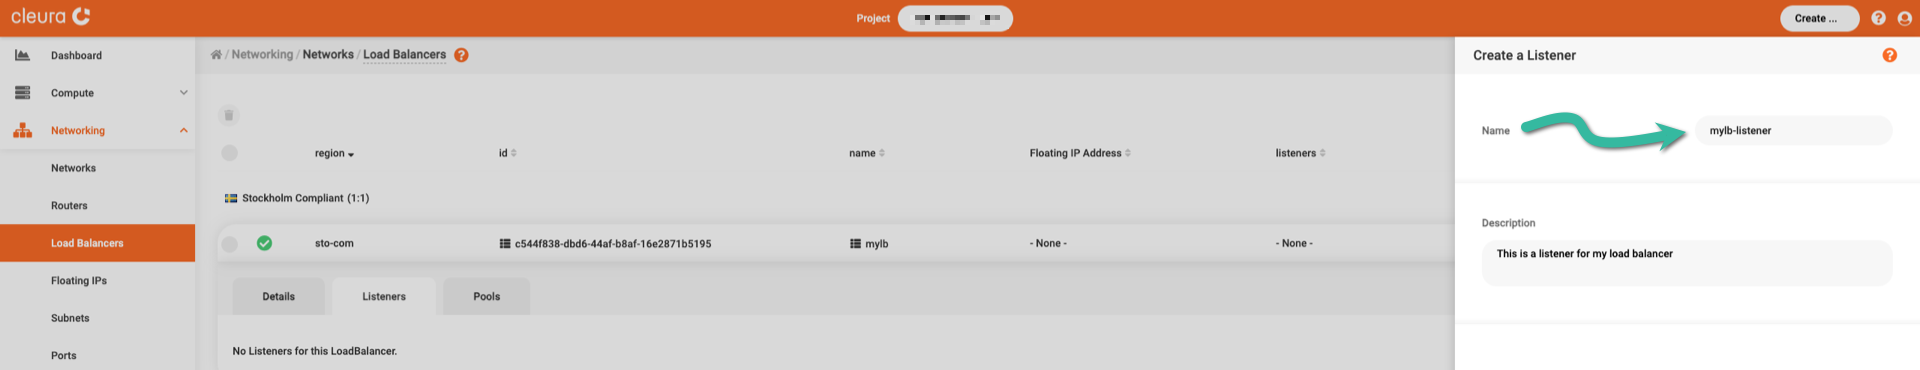 cleura
Project
Create ...
Dashboard
Compute
Networking
Networks
Routers
Load Balancers
Floating IPs
Subnets
Ports
/ Networking / Networks / Load Balancers ?
region
id
name
Floating IP Address
listeners
Stockholm Compliant (1:1)
sto-com
c544f838-dbd6-44af-b8af-16e2871b5195
mylb
- None -
- None -
Details
Listeners
Pools
No Listeners for this LoadBalancer.
Create a Listener
?
Name
mylb-listener
Description
This is a listener for my load balancer